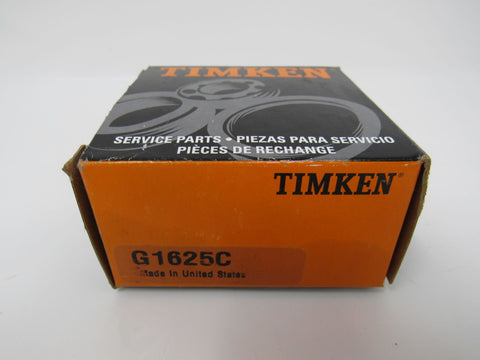 TIMKEN
SERVICE PARTS • PIEZAS PARA SERVICIO
PIÈCES DE RECHANGE
TIMKEN®
G1625C
Made in United States